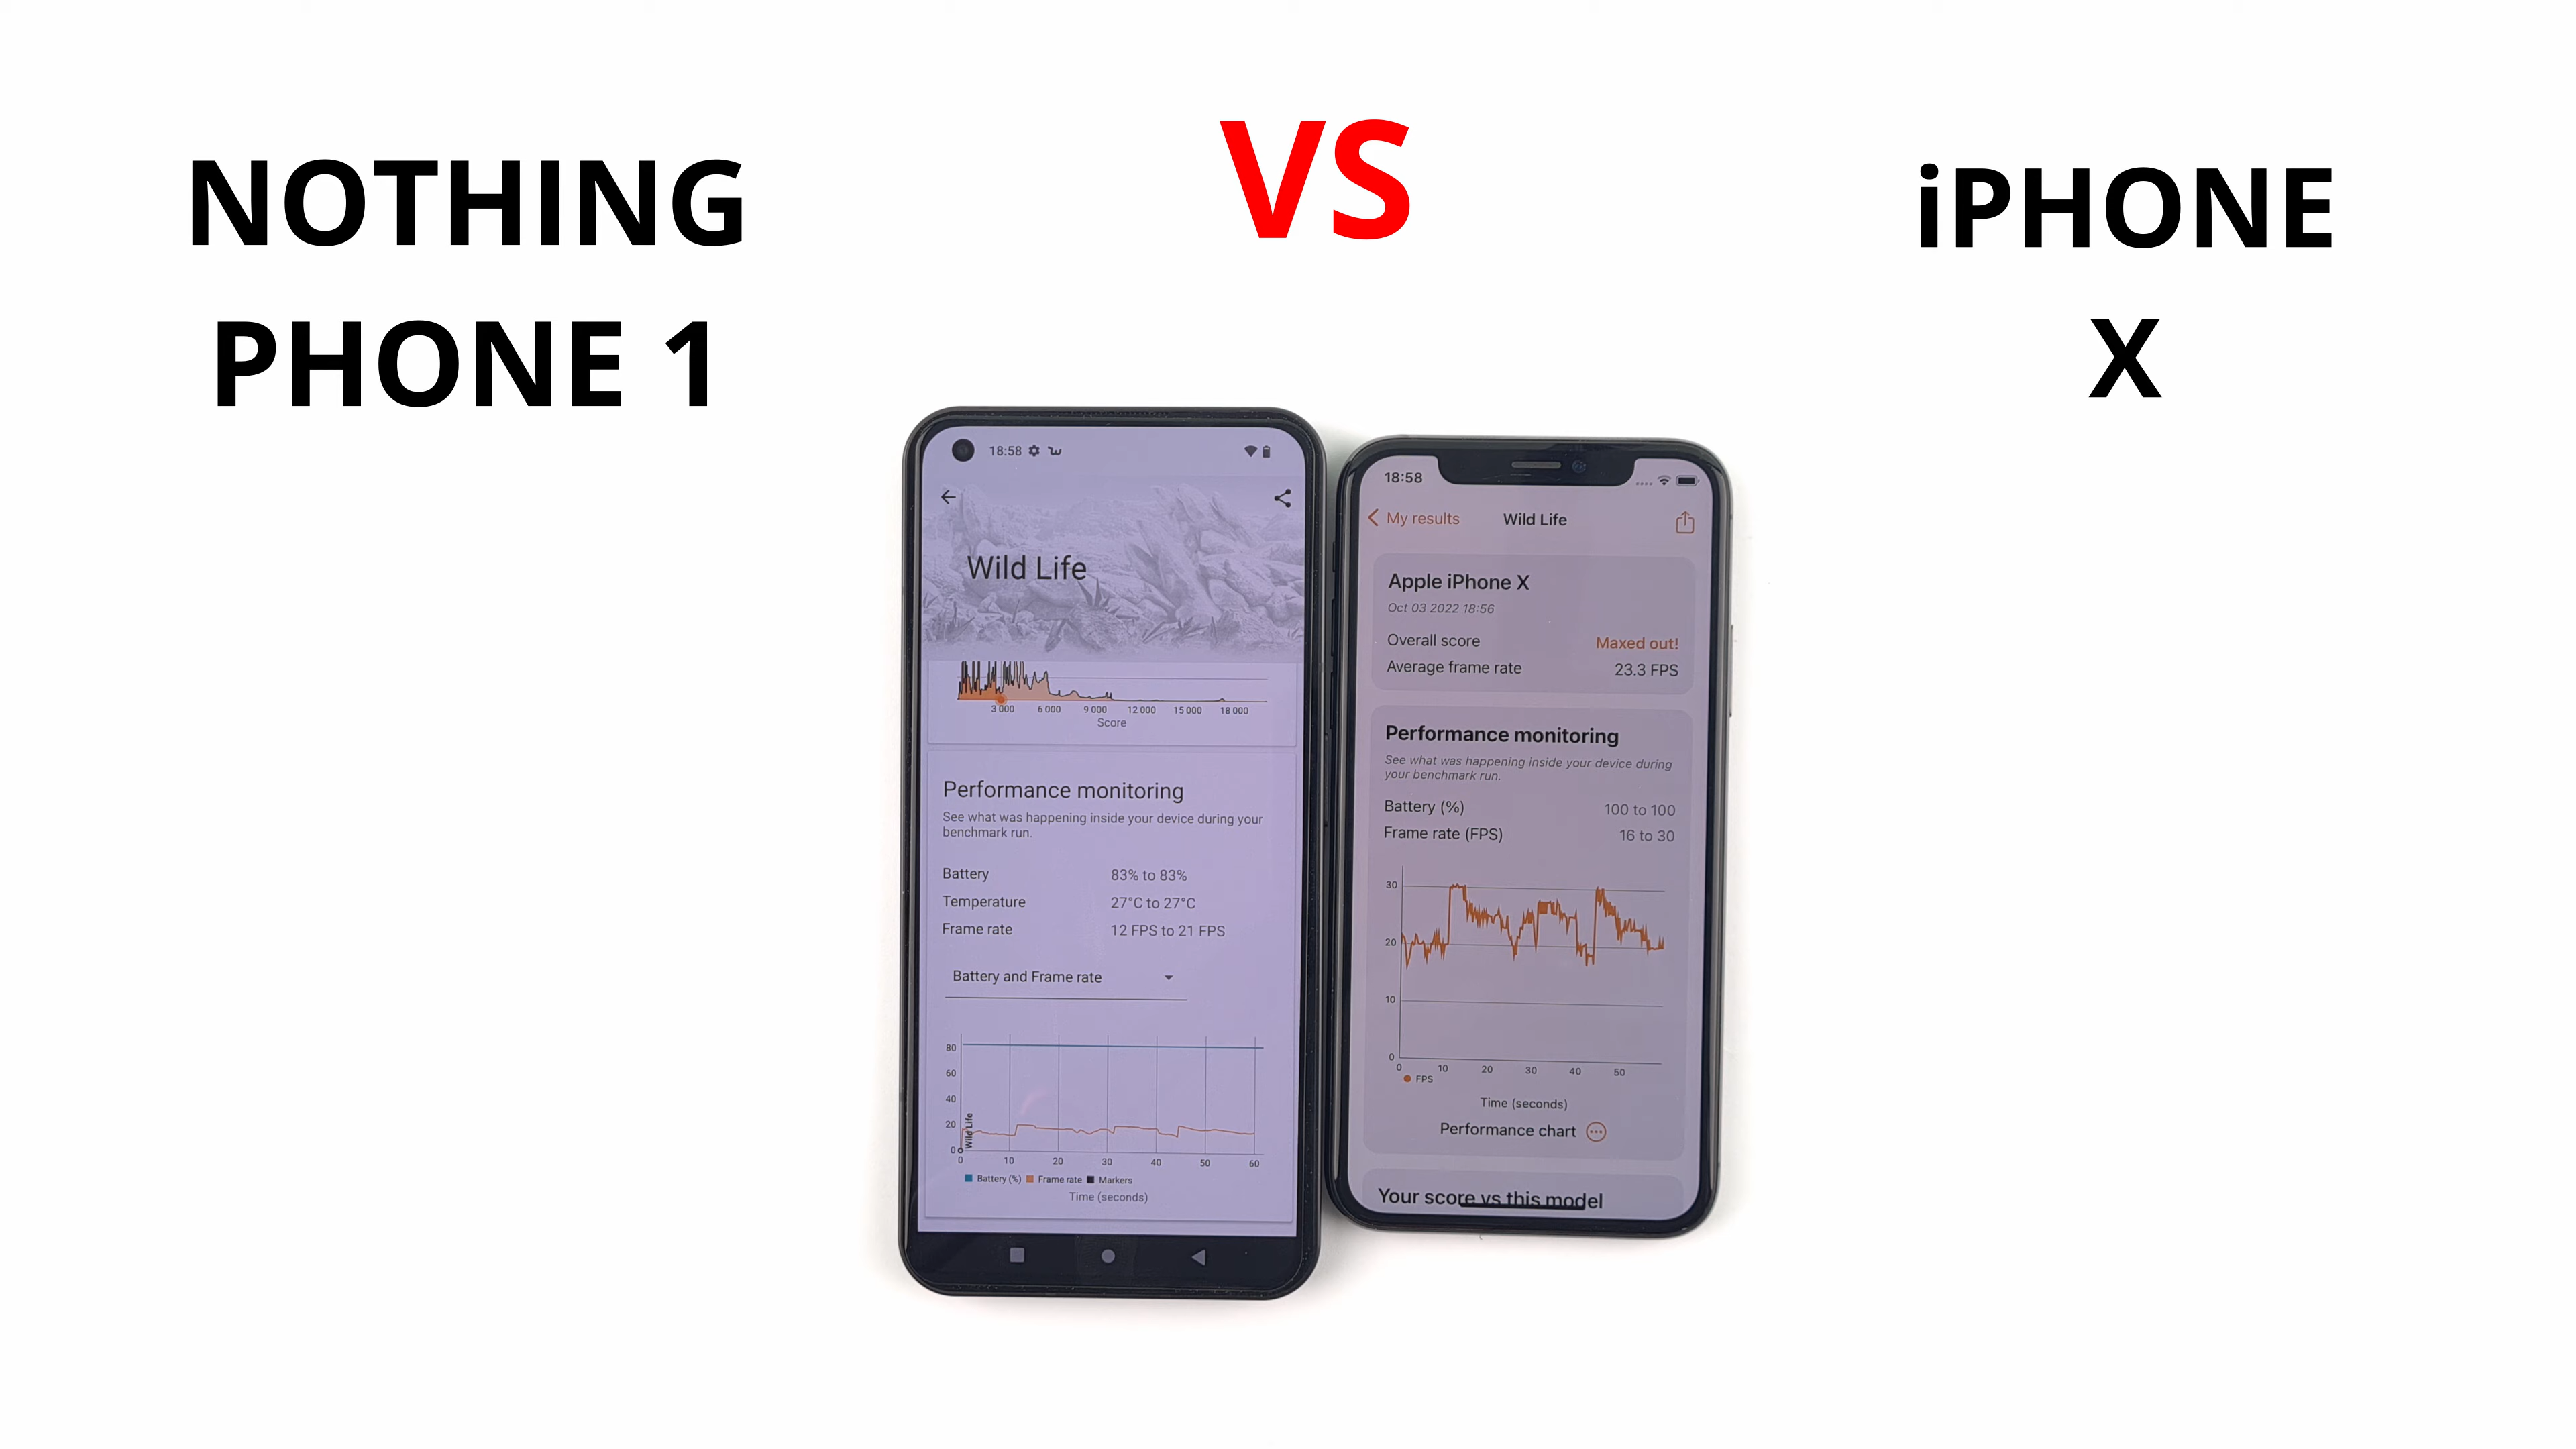 NOTHING
PHONE 1
VS
iPHONE
X
18:58
Wild Life
3 000 6 000 9 000 12 000 15 000 18 000
Score
Performance monitoring
See what was happening inside your device during your
benchmark run.
Battery 83% to 83%
Temperature 27°C to 27°C
Frame rate 12 FPS to 21 FPS
Battery and Frame rate
80
60
40
20
0
Wild Life
0 10 20 30 40 50 60
Battery (%) Frame rate Markers
Time (seconds)
18:58
My results Wild Life
Apple iPhone X
Oct 03 2022 18:56
Overall score Maxed out!
Average frame rate 23.3 FPS
Performance monitoring
See what was happening inside your device during
your benchmark run.
Battery (%) 100 to 100
Frame rate (FPS) 16 to 30
30
20
10
0
0 10 20 30 40 50
FPS
Time (seconds)
Performance chart
Your score vs this model